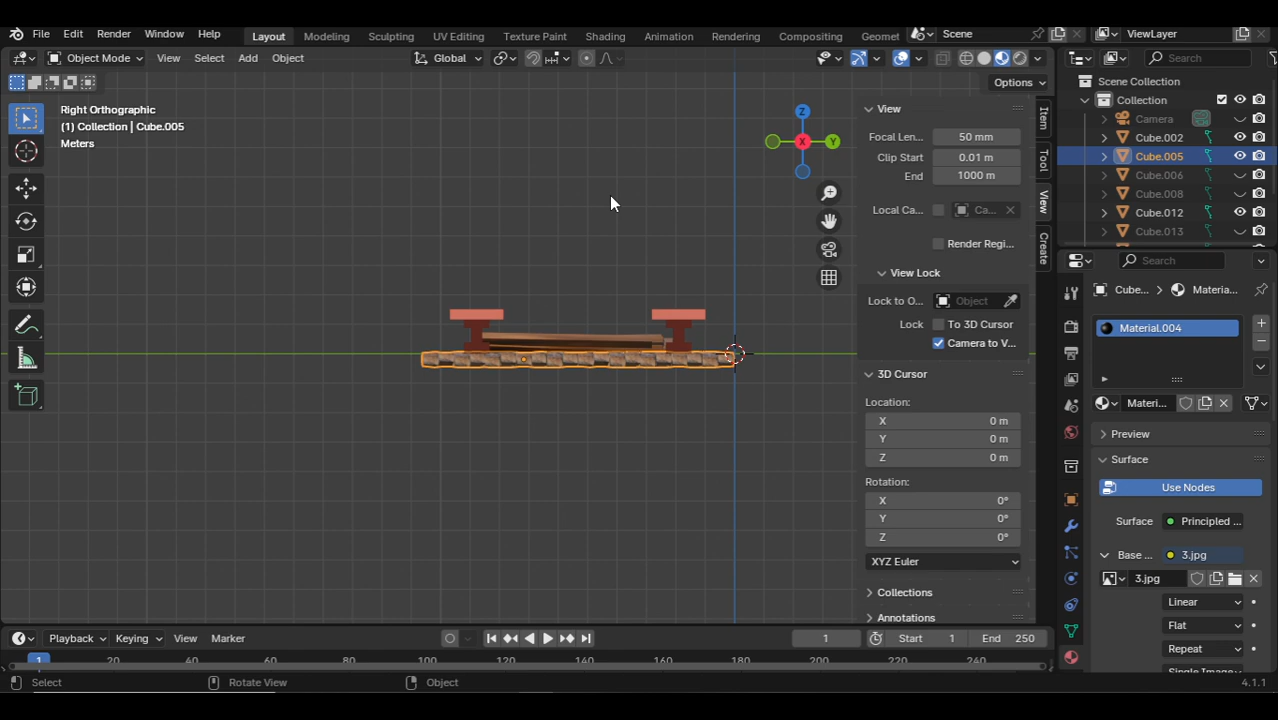 File Edit Render Window Help Layout Modeling Sculpting UV Editing Texture Paint Shading Animation Rendering Compositing Geomet Scene ViewLayer
Object Mode View Select Add Object Global Search
Options
Right Orthographic
(1) Collection | Cube.005
Meters
Z
Y
X
View
Focal Len... 50 mm
Clip Start 0.01 m
End 1000 m
Local Ca... Ca...
Render Regi...
View Lock
Lock to O... Object
Lock To 3D Cursor
Camera to V...
3D Cursor
Location:
X 0 m
Y 0 m
Z 0 m
Rotation:
X 0°
Y 0°
Z 0°
XYZ Euler
Collections
Annotations
Item
Tool
View
Create
Scene Collection
Collection
Camera
Cube.002
Cube.005
Cube.006
Cube.008
Cube.012
Cube.013
Search
Cube... > Materia...
Material.004
Materi...
Preview
Surface
Use Nodes
Surface Principled ...
Base ... 3.jpg
3.jpg
Linear
Flat
Repeat
Playback Keying View Marker 1 Start 1 End 250
1 20 40 60 80 100 120 140 160 180 200 220 240
Select Rotate View Object 4.1.1